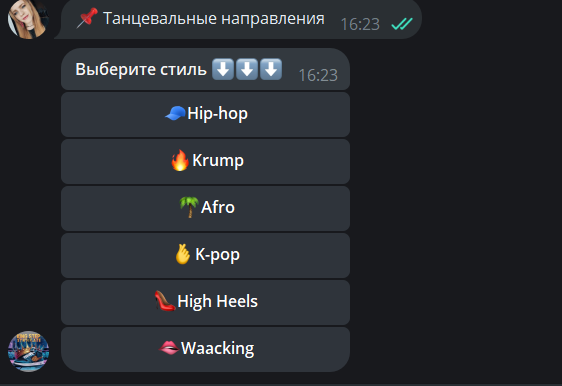 📌 Танцевальные направления 16:23
Выберите стиль ⬇️⬇️⬇️ 16:23
🧢Hip-hop
🔥Krump
🌴Afro
🫰K-pop
👠High Heels
👄Waacking